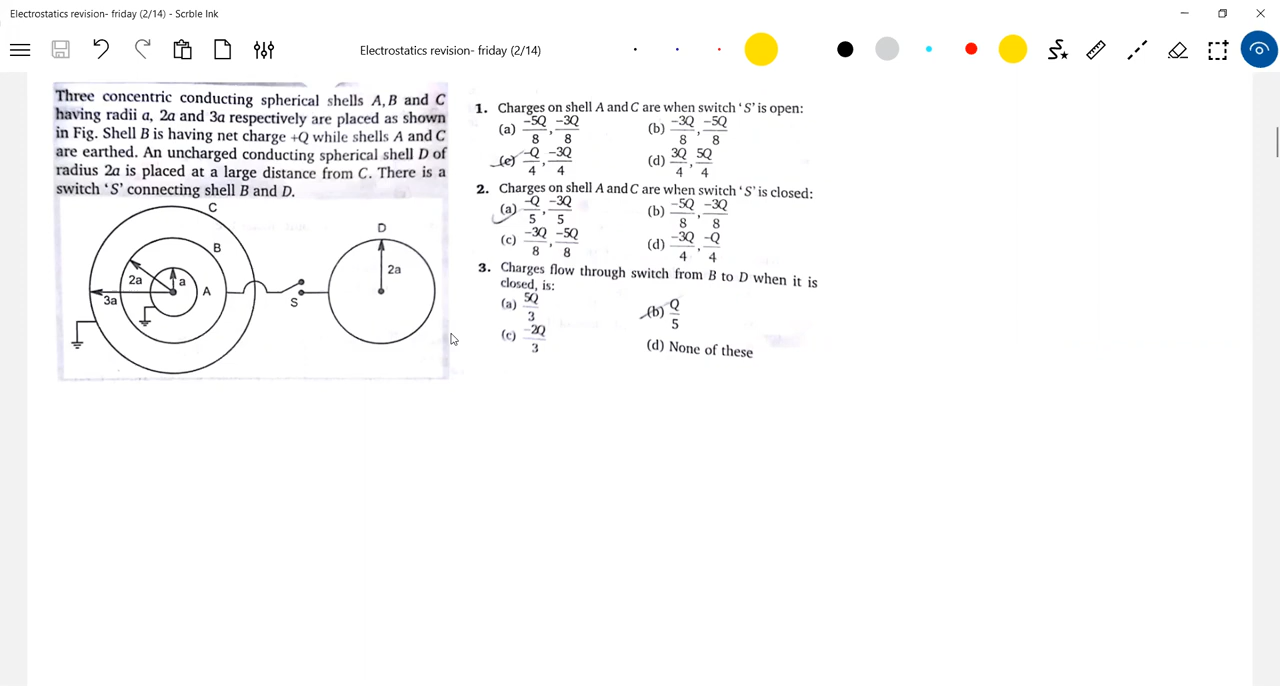 Electrostatics revision- friday (2/14) - Scrble Ink
Electrostatics revision- friday (2/14)
Three concentric conducting spherical shells A, B and C
having radii a, 2a and 3a respectively are placed as shown
in Fig. Shell B is having net charge +Q while shells A and C
are earthed. An uncharged conducting spherical shell D of
radius 2a is placed at a large distance from C. There is a
switch 'S' connecting shell B and D.
C
B
2a
a
A
3a
S
D
2a
1. Charges on shell A and C are when switch 'S' is open:
(a) -5Q/8, -3Q/8 (b) -3Q/8, -5Q/8
(c) -Q/4, -3Q/4 (d) 3Q/4, 5Q/4
2. Charges on shell A and C are when switch 'S' is closed:
(a) -Q/5, -3Q/5 (b) -5Q/8, -3Q/8
(c) -3Q/8, -5Q/8 (d) -3Q/4, -Q/4
3. Charges flow through switch from B to D when it is
closed, is:
(a) 5Q/3 (b) Q/5
(c) -2Q/3 (d) None of these